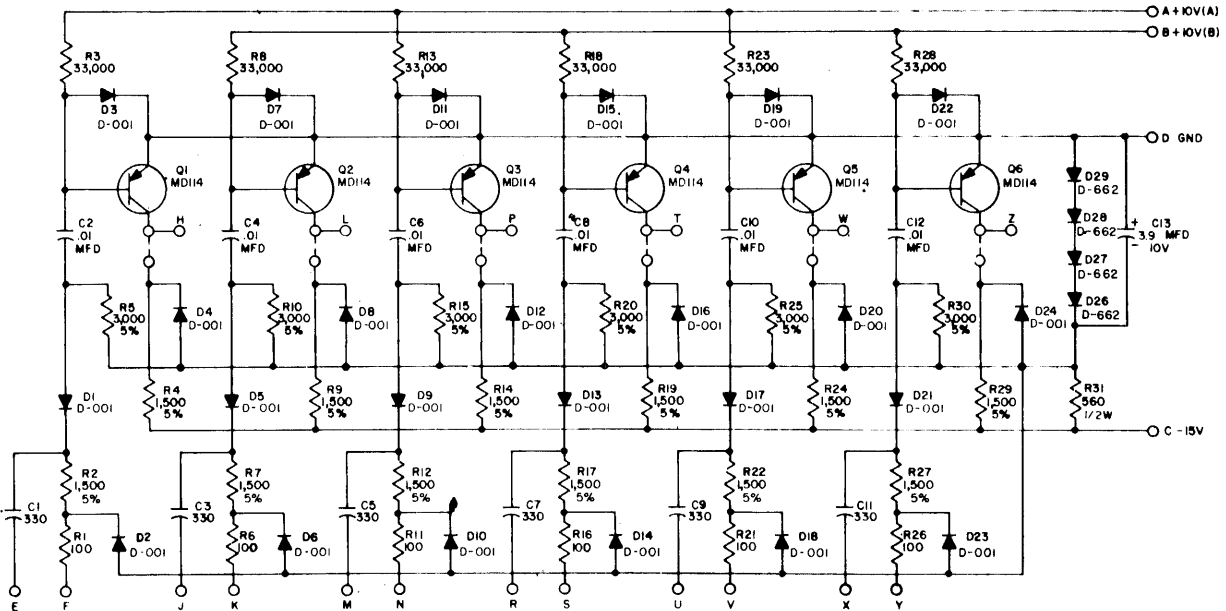 A+10V(A)
B+10V(B)
R3
33,000
R8
33,000
R13
33,000
R18
33,000
R23
33,000
R28
33,000
D3
D-001
D7
D-001
D11
D-001
D15
D-001
D19
D-001
D22
D-001
D GND
Q1
MD114
Q2
MD114
Q3
MD114
Q4
MD114
Q5
MD114
Q6
MD114
D29
D-662
D28
D-662
D27
D-662
D26
D-662
+ C13
3.9 MFD
- 10V
C2
.01
MFD
H
C4
.01
MFD
L
C6
.01
MFD
P
C8
.01
MFD
T
C10
.01
MFD
W
C12
.01
MFD
Z
R5
3,000
5%
D4
D-001
R10
3,000
5%
D8
D-001
R15
3,000
5%
D12
D-001
R20
3,000
5%
D16
D-001
R25
3,000
5%
D20
D-001
R30
3,000
5%
D24
D-001
D1
D-001
R4
1,500
5%
D5
D-001
R9
1,500
5%
D9
D-001
R14
1,500
5%
D13
D-001
R19
1,500
5%
D17
D-001
R24
1,500
5%
D21
D-001
R29
1,500
5%
R31
560
1/2W
C -15V
C1
330
R2
1,500
5%
R1
100
D2
D-001
C3
330
R7
1,500
5%
R6
100
D6
D-001
C5
330
R12
1,500
5%
R11
100
D10
D-001
C7
330
R17
1,500
5%
R16
100
D14
D-001
C9
330
R22
1,500
5%
R21
100
D18
D-001
C11
330
R27
1,500
5%
R26
100
D23
D-001
E F J K M N R S U V X Y